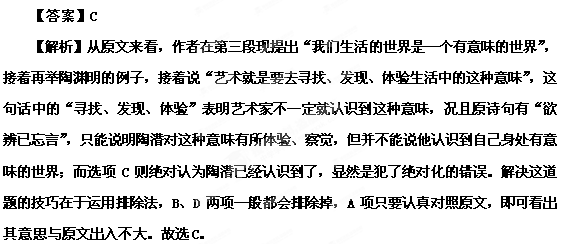 【答案】C
【解析】从原文来看，作者在第三段现提出“我们生活的世界是一个有意味的世界”，
接着再举陶渊明的例子，接着说“艺术就是要去寻找、发现、体验生活中的这种意味”，这
句话中的“寻找、发现、体验”表明艺术家不一定就认识到这种意味，况且原诗句有“欲
辨已忘言”，只能说明陶潜对这种意味有所体验、察觉，但并不能说他认识到自己身处有意
味的世界；而选项 C 则绝对认为陶潜已经认识到了，显然是犯了绝对化的错误。解决这道
题的技巧在于运用排除法，B、D 两项一般都会排除掉，A 项只要认真对照原文，即可看出
其意思与原文出入不大。故选C。